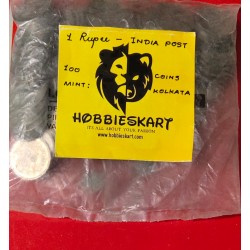 1 Rupee - INDIA POST
100 COINS
MINT: KOLKATA
HOBBIESKART
IT'S ALL ABOUT YOUR PASSION
www.hobbieskart.com